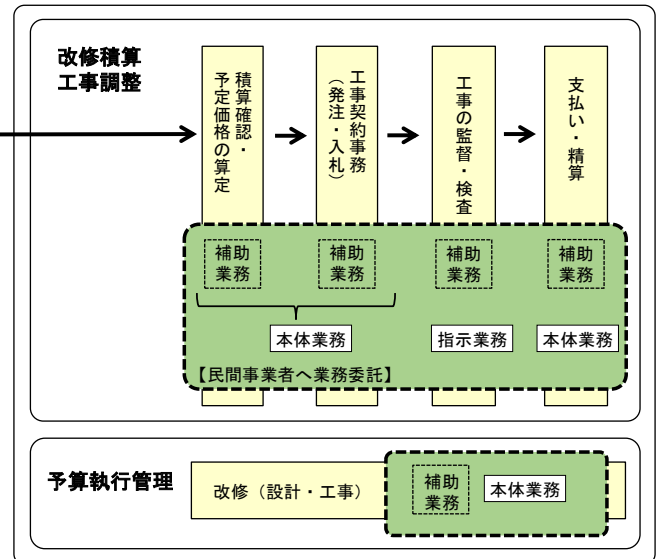 改修積算
工事調整
積算確認・
予定価格の算定
工事契約事務
（発注・入札）
工事の監督・検査
支払い・精算
補助
業務
補助
業務
補助
業務
補助
業務
本体業務
指示業務
本体業務
【民間事業者へ業務委託】
予算執行管理
改修（設計・工事）
補助
業務
本体業務